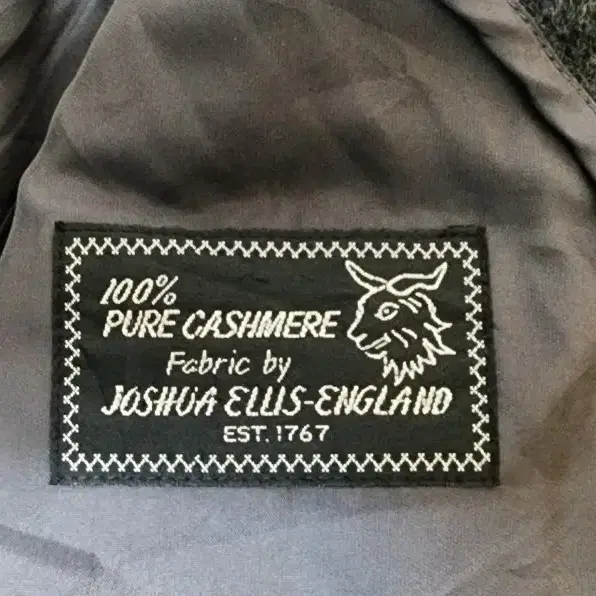 100%
PURE CASHMERE
Fabric by
JOSHUA ELLIS-ENGLAND
EST. 1767